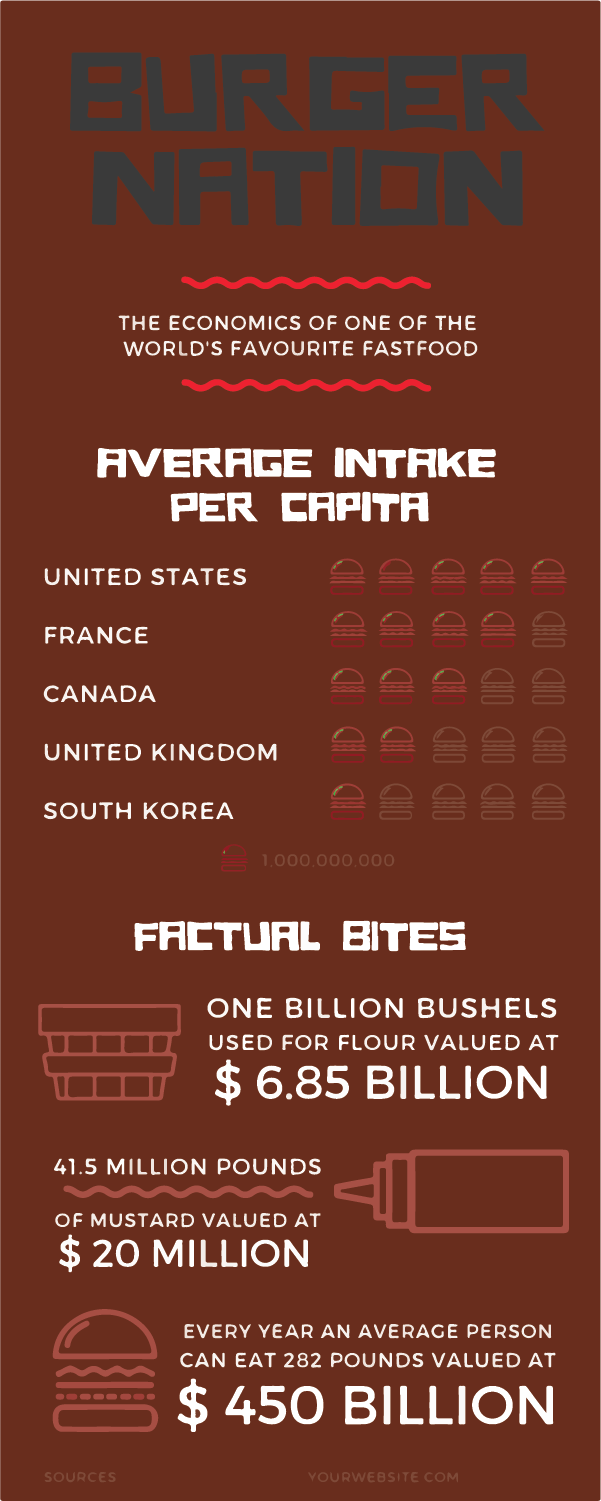 BURGER
NATION
THE ECONOMICS OF ONE OF THE
WORLD'S FAVOURITE FASTFOOD
AVERAGE INTAKE
PER CAPITA
UNITED STATES
FRANCE
CANADA
UNITED KINGDOM
SOUTH KOREA
1,000,000,000
FACTUAL BITES
ONE BILLION BUSHELS
USED FOR FLOUR VALUED AT
$ 6.85 BILLION
41.5 MILLION POUNDS
OF MUSTARD VALUED AT
$ 20 MILLION
EVERY YEAR AN AVERAGE PERSON
CAN EAT 282 POUNDS VALUED AT
$ 450 BILLION
SOURCES YOURWEBSITE.COM